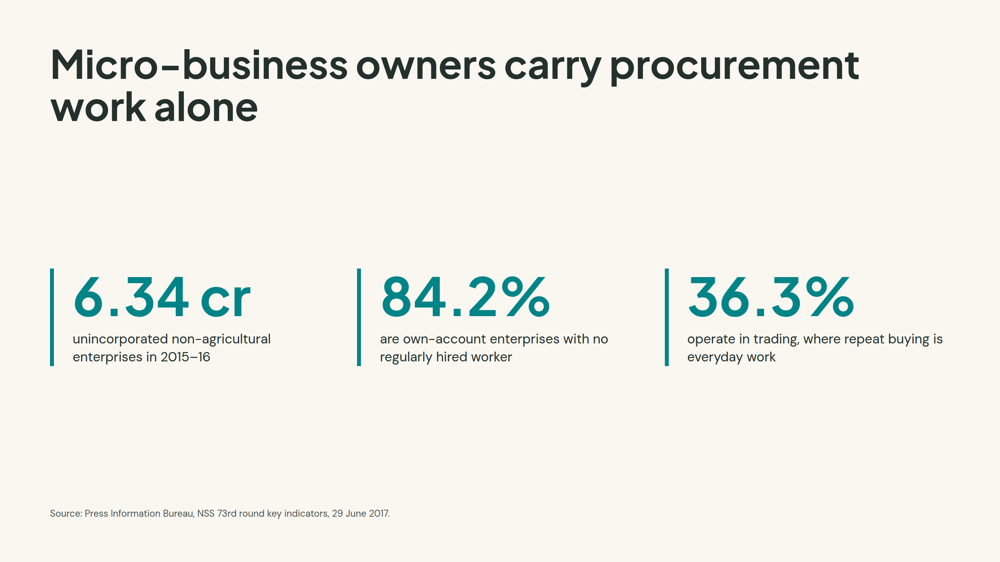 Micro-business owners carry procurement
work alone
6.34 cr
unincorporated non-agricultural
enterprises in 2015–16
84.2%
are own-account enterprises with no
regularly hired worker
36.3%
operate in trading, where repeat buying is
everyday work
Source: Press Information Bureau, NSS 73rd round key indicators, 29 June 2017.